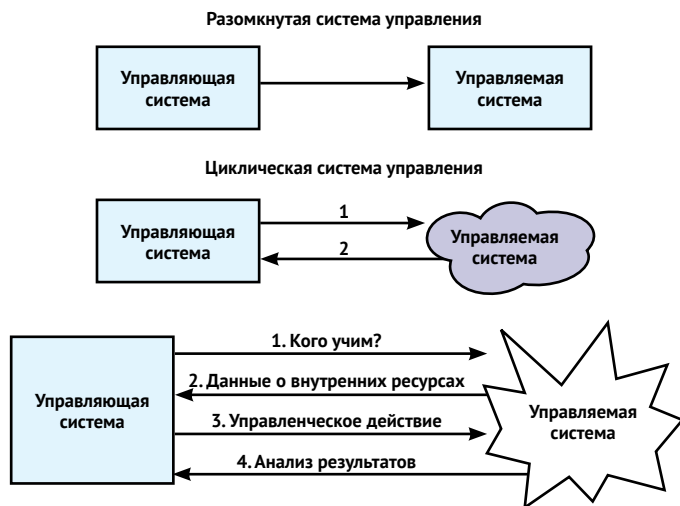 Разомкнутая система управления
Управляющая
система
Управляемая
система
Циклическая система управления
Управляющая
система
1
2
Управляемая
система
Управляющая
система
1. Кого учим?
2. Данные о внутренних ресурсах
3. Управленческое действие
4. Анализ результатов
Управляемая
система